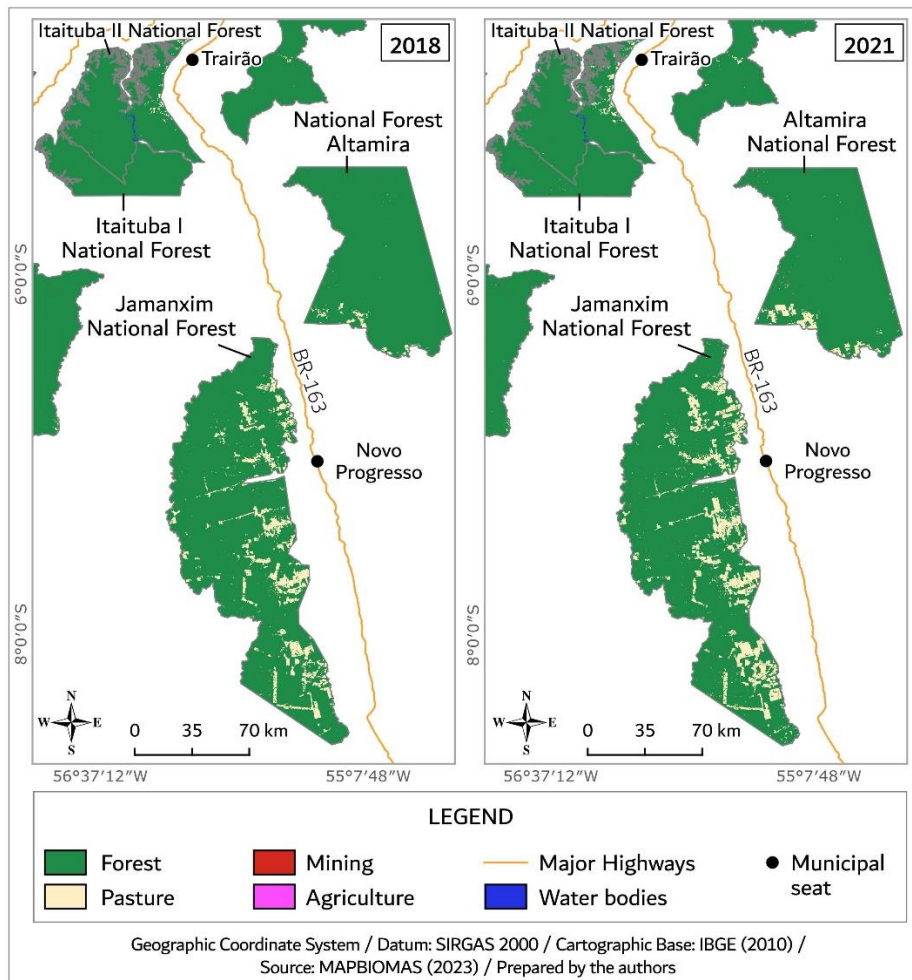 Itaituba II National Forest
2018
Trairão
National Forest
Altamira
Itaituba I
National Forest
Jamanxim
National Forest
BR-163
Novo
Progresso
6°0′0″S
8°0′0″S
N
W E
S
0 35 70 km
56°37′12″W
55°7′48″W
Itaituba II National Forest
2021
Trairão
Altamira
National Forest
Itaituba I
National Forest
Jamanxim
National Forest
BR-163
Novo
Progresso
6°0′0″S
8°0′0″S
N
W E
S
0 35 70 km
56°37′12″W
55°7′48″W
LEGEND
Forest
Mining
Major Highways
Municipal
seat
Pasture
Agriculture
Water bodies
Geographic Coordinate System / Datum: SIRGAS 2000 / Cartographic Base: IBGE (2010) /
Source: MAPBIOMAS (2023) / Prepared by the authors